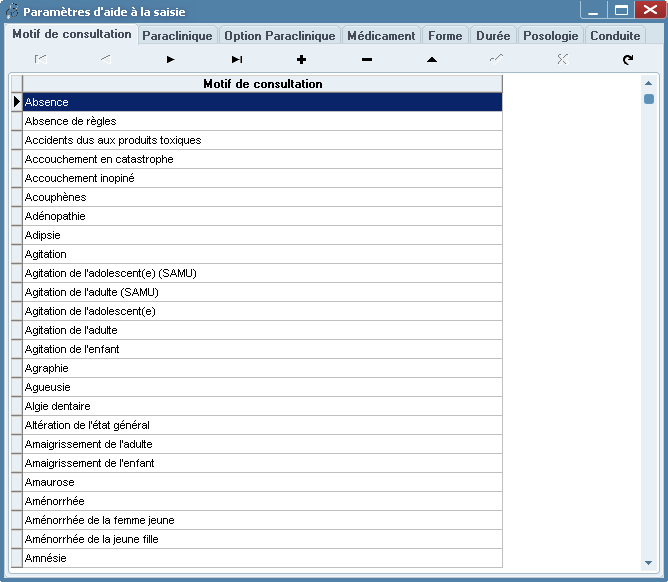 Paramètres d'aide à la saisie
Motif de consultation Paraclinique Option Paraclinique Médicament Forme Durée Posologie Conduite
Motif de consultation
Absence
Absence de règles
Accidents dus aux produits toxiques
Accouchement en catastrophe
Accouchement inopiné
Acouphènes
Adénopathie
Adipsie
Agitation
Agitation de l'adolescent(e) (SAMU)
Agitation de l'adulte (SAMU)
Agitation de l'adolescent(e)
Agitation de l'adulte
Agitation de l'enfant
Agraphie
Agueusie
Algie dentaire
Altération de l'état général
Amaigrissement de l'adulte
Amaigrissement de l'enfant
Amaurose
Aménorrhée
Aménorrhée de la femme jeune
Aménorrhée de la jeune fille
Amnésie